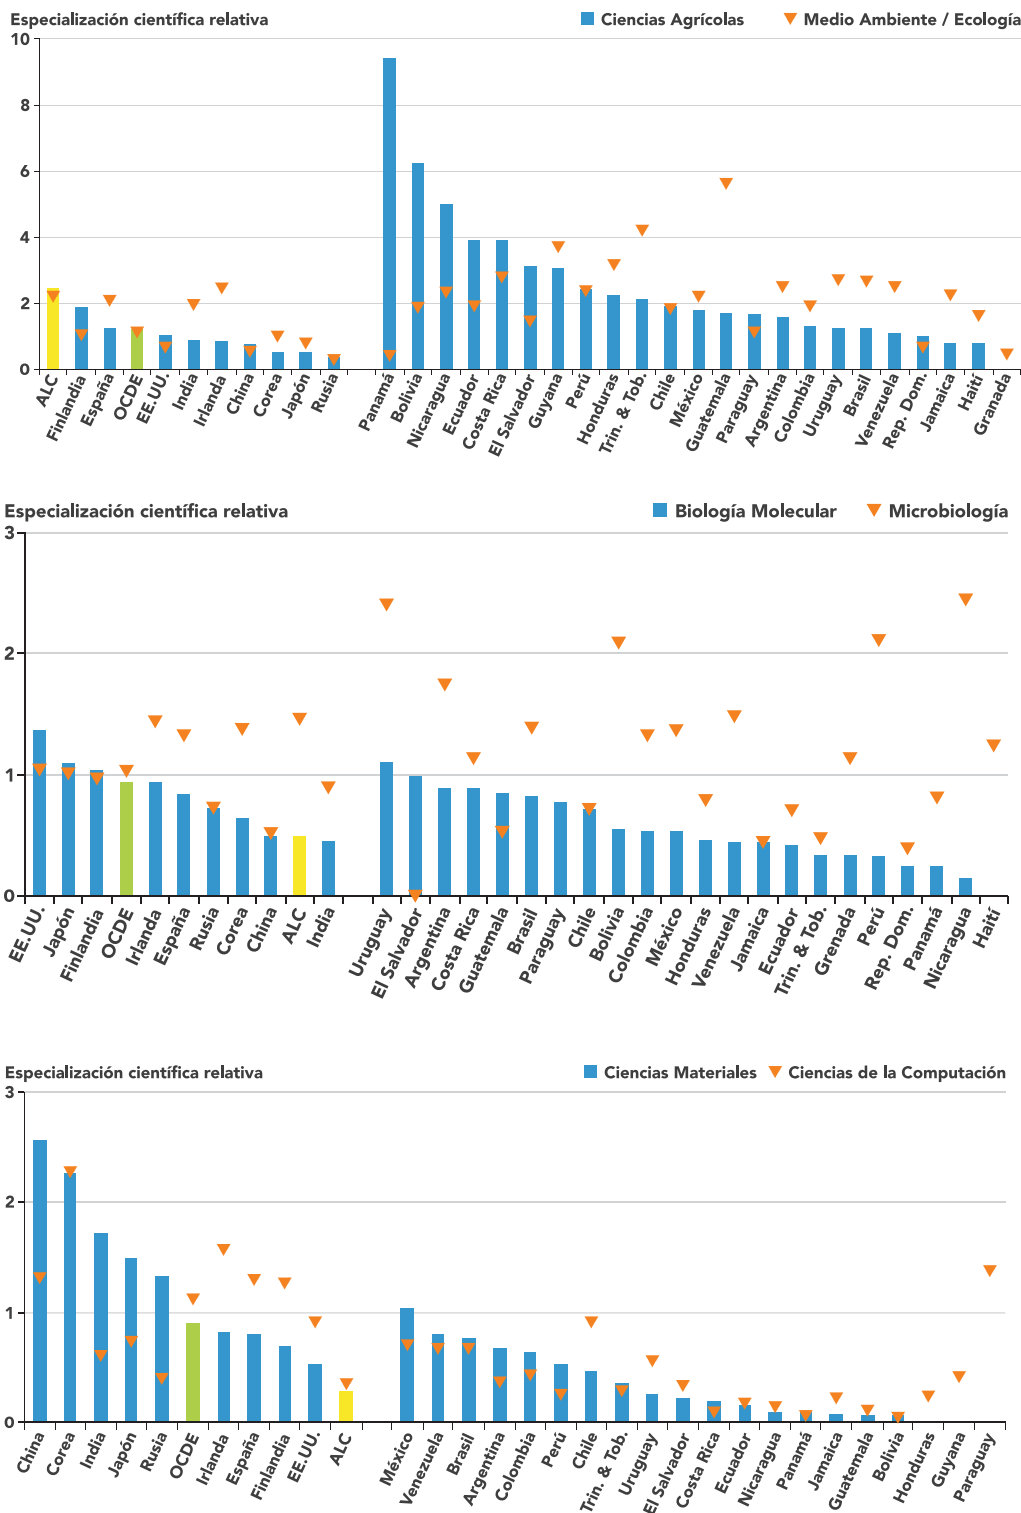 Especialización científica relativa
Ciencias Agrícolas
Medio Ambiente / Ecología
10
8
6
4
2
0
ALC
Finlandia
España
OCDE
EE.UU.
India
Irlanda
China
Corea
Japón
Rusia
Panamá
Bolivia
Nicaragua
Ecuador
Costa Rica
El Salvador
Guyana
Perú
Honduras
Trin. & Tob.
Chile
México
Guatemala
Paraguay
Argentina
Colombia
Uruguay
Brasil
Venezuela
Rep. Dom.
Jamaica
Haití
Granada
Especialización científica relativa
Biología Molecular
Microbiología
3
2
1
0
EE.UU.
Japón
Finlandia
OCDE
Irlanda
España
Rusia
Corea
China
ALC
India
Uruguay
El Salvador
Argentina
Costa Rica
Guatemala
Brasil
Paraguay
Chile
Bolivia
Colombia
México
Honduras
Venezuela
Jamaica
Ecuador
Trin. & Tob.
Grenada
Perú
Rep. Dom.
Panamá
Nicaragua
Haití
Especialización científica relativa
Ciencias Materiales
Ciencias de la Computación
3
2
1
0
China
Corea
India
Japón
Rusia
OCDE
Irlanda
España
Finlandia
EE.UU.
ALC
México
Venezuela
Brasil
Argentina
Colombia
Perú
Chile
Trin. & Tob.
Uruguay
El Salvador
Costa Rica
Ecuador
Nicaragua
Panamá
Jamaica
Guatemala
Bolivia
Honduras
Guyana
Paraguay